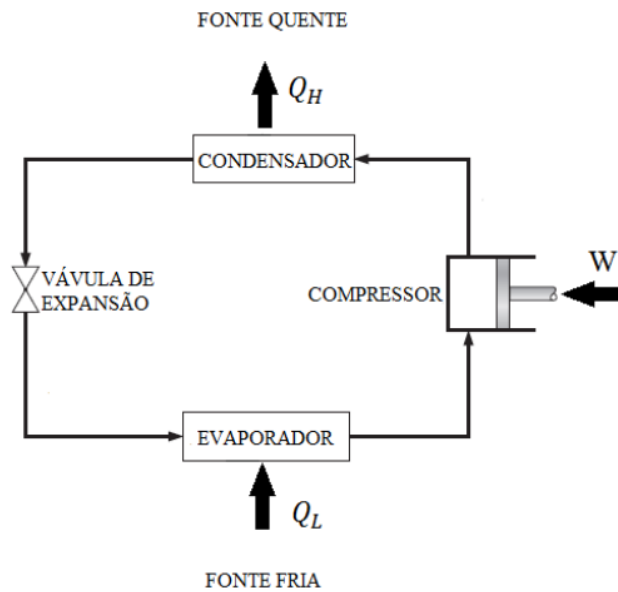 FONTE QUENTE
Q_H
CONDENSADOR
VÁVULA DE
EXPANSÃO
COMPRESSOR
W
EVAPORADOR
Q_L
FONTE FRIA